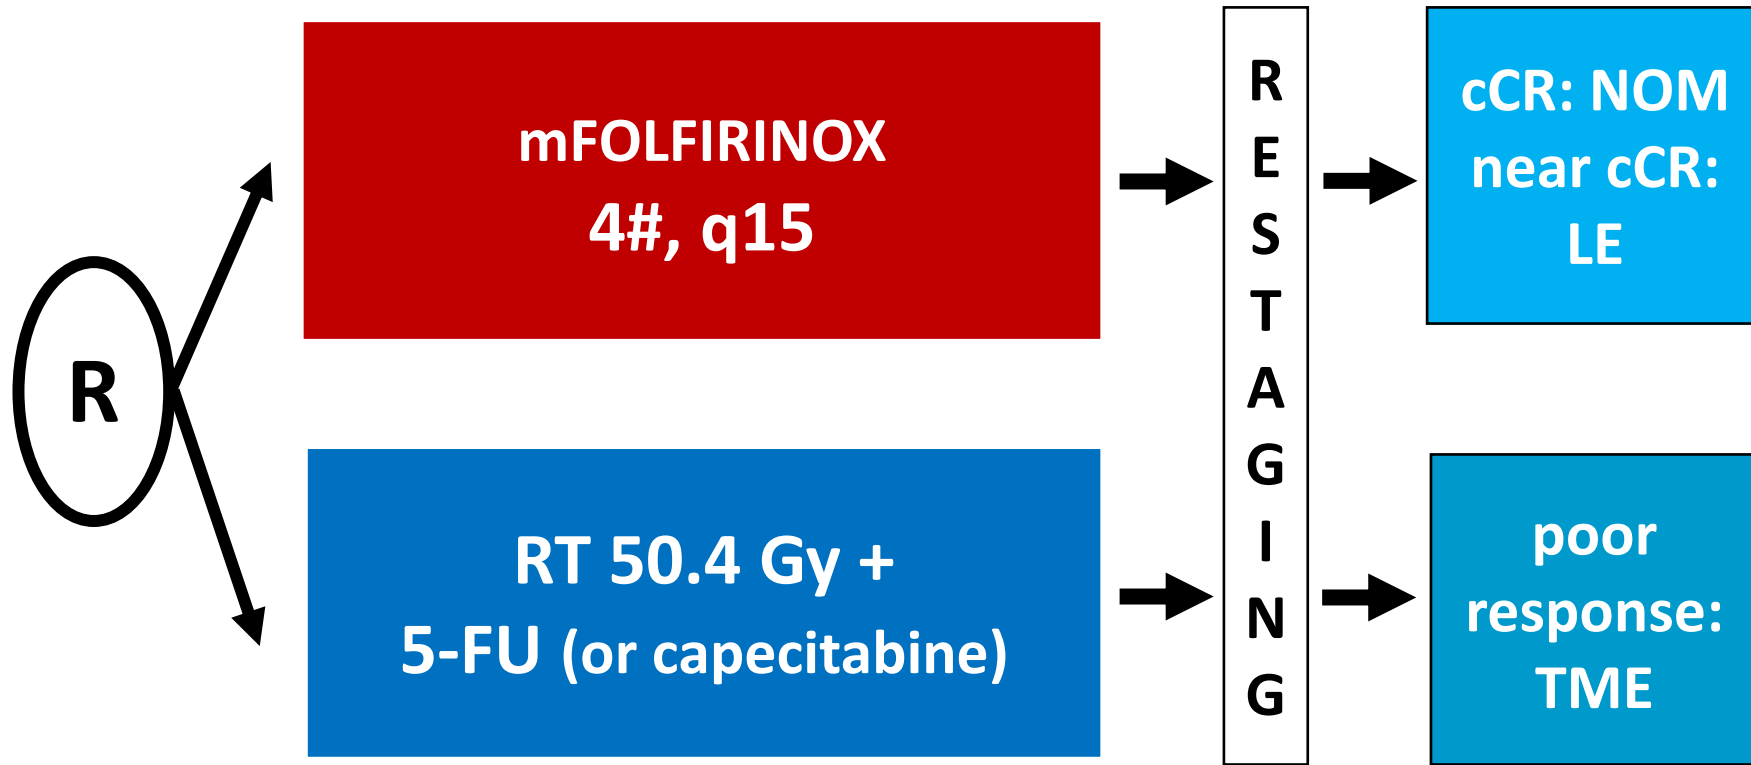 R
mFOLFIRINOX
4#, q15
RT 50.4 Gy +
5-FU (or capecitabine)
R
E
S
T
A
G
I
N
G
cCR: NOM
near cCR:
LE
poor
response:
TME